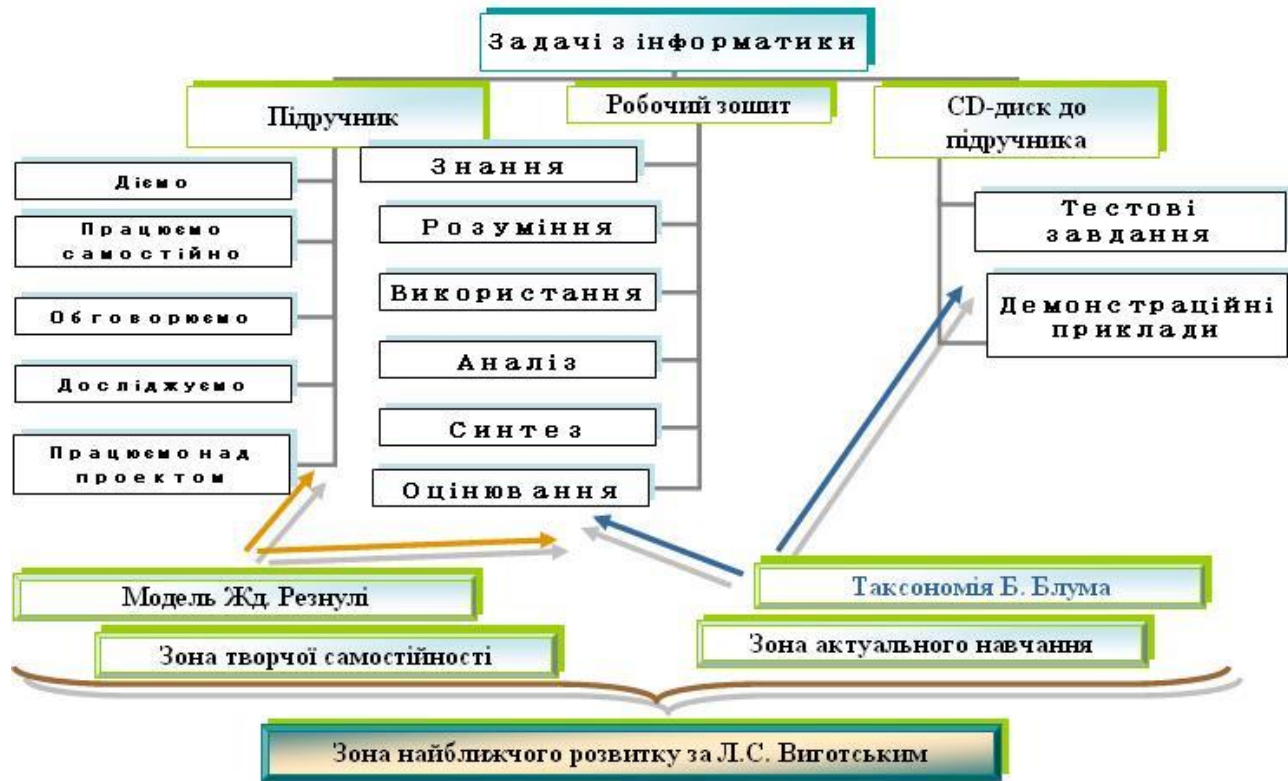 Задачі з інформатики
Підручник
Робочий зошит
CD-диск до
підручника
Діємо
Працюємо
самостійно
Обговорюємо
Досліджуємо
Працюємо над
проектом
Знання
Розуміння
Використання
Аналіз
Синтез
Оцінювання
Тестові
завдання
Демонстраційні
приклади
Модель Жд. Резнулі
Таксономія Б. Блума
Зона творчої самостійності
Зона актуального навчання
Зона найближчого розвитку за Л.С. Виготським